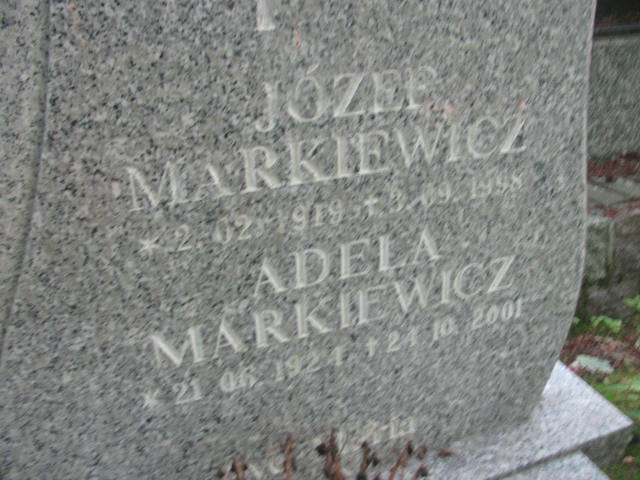 JÓZEF
MARKIEWICZ
* 2. 02. 1919 + 3. 09. 1998
ADELA
MARKIEWICZ
* 21. 06. 1924 + 24. 10. 2001